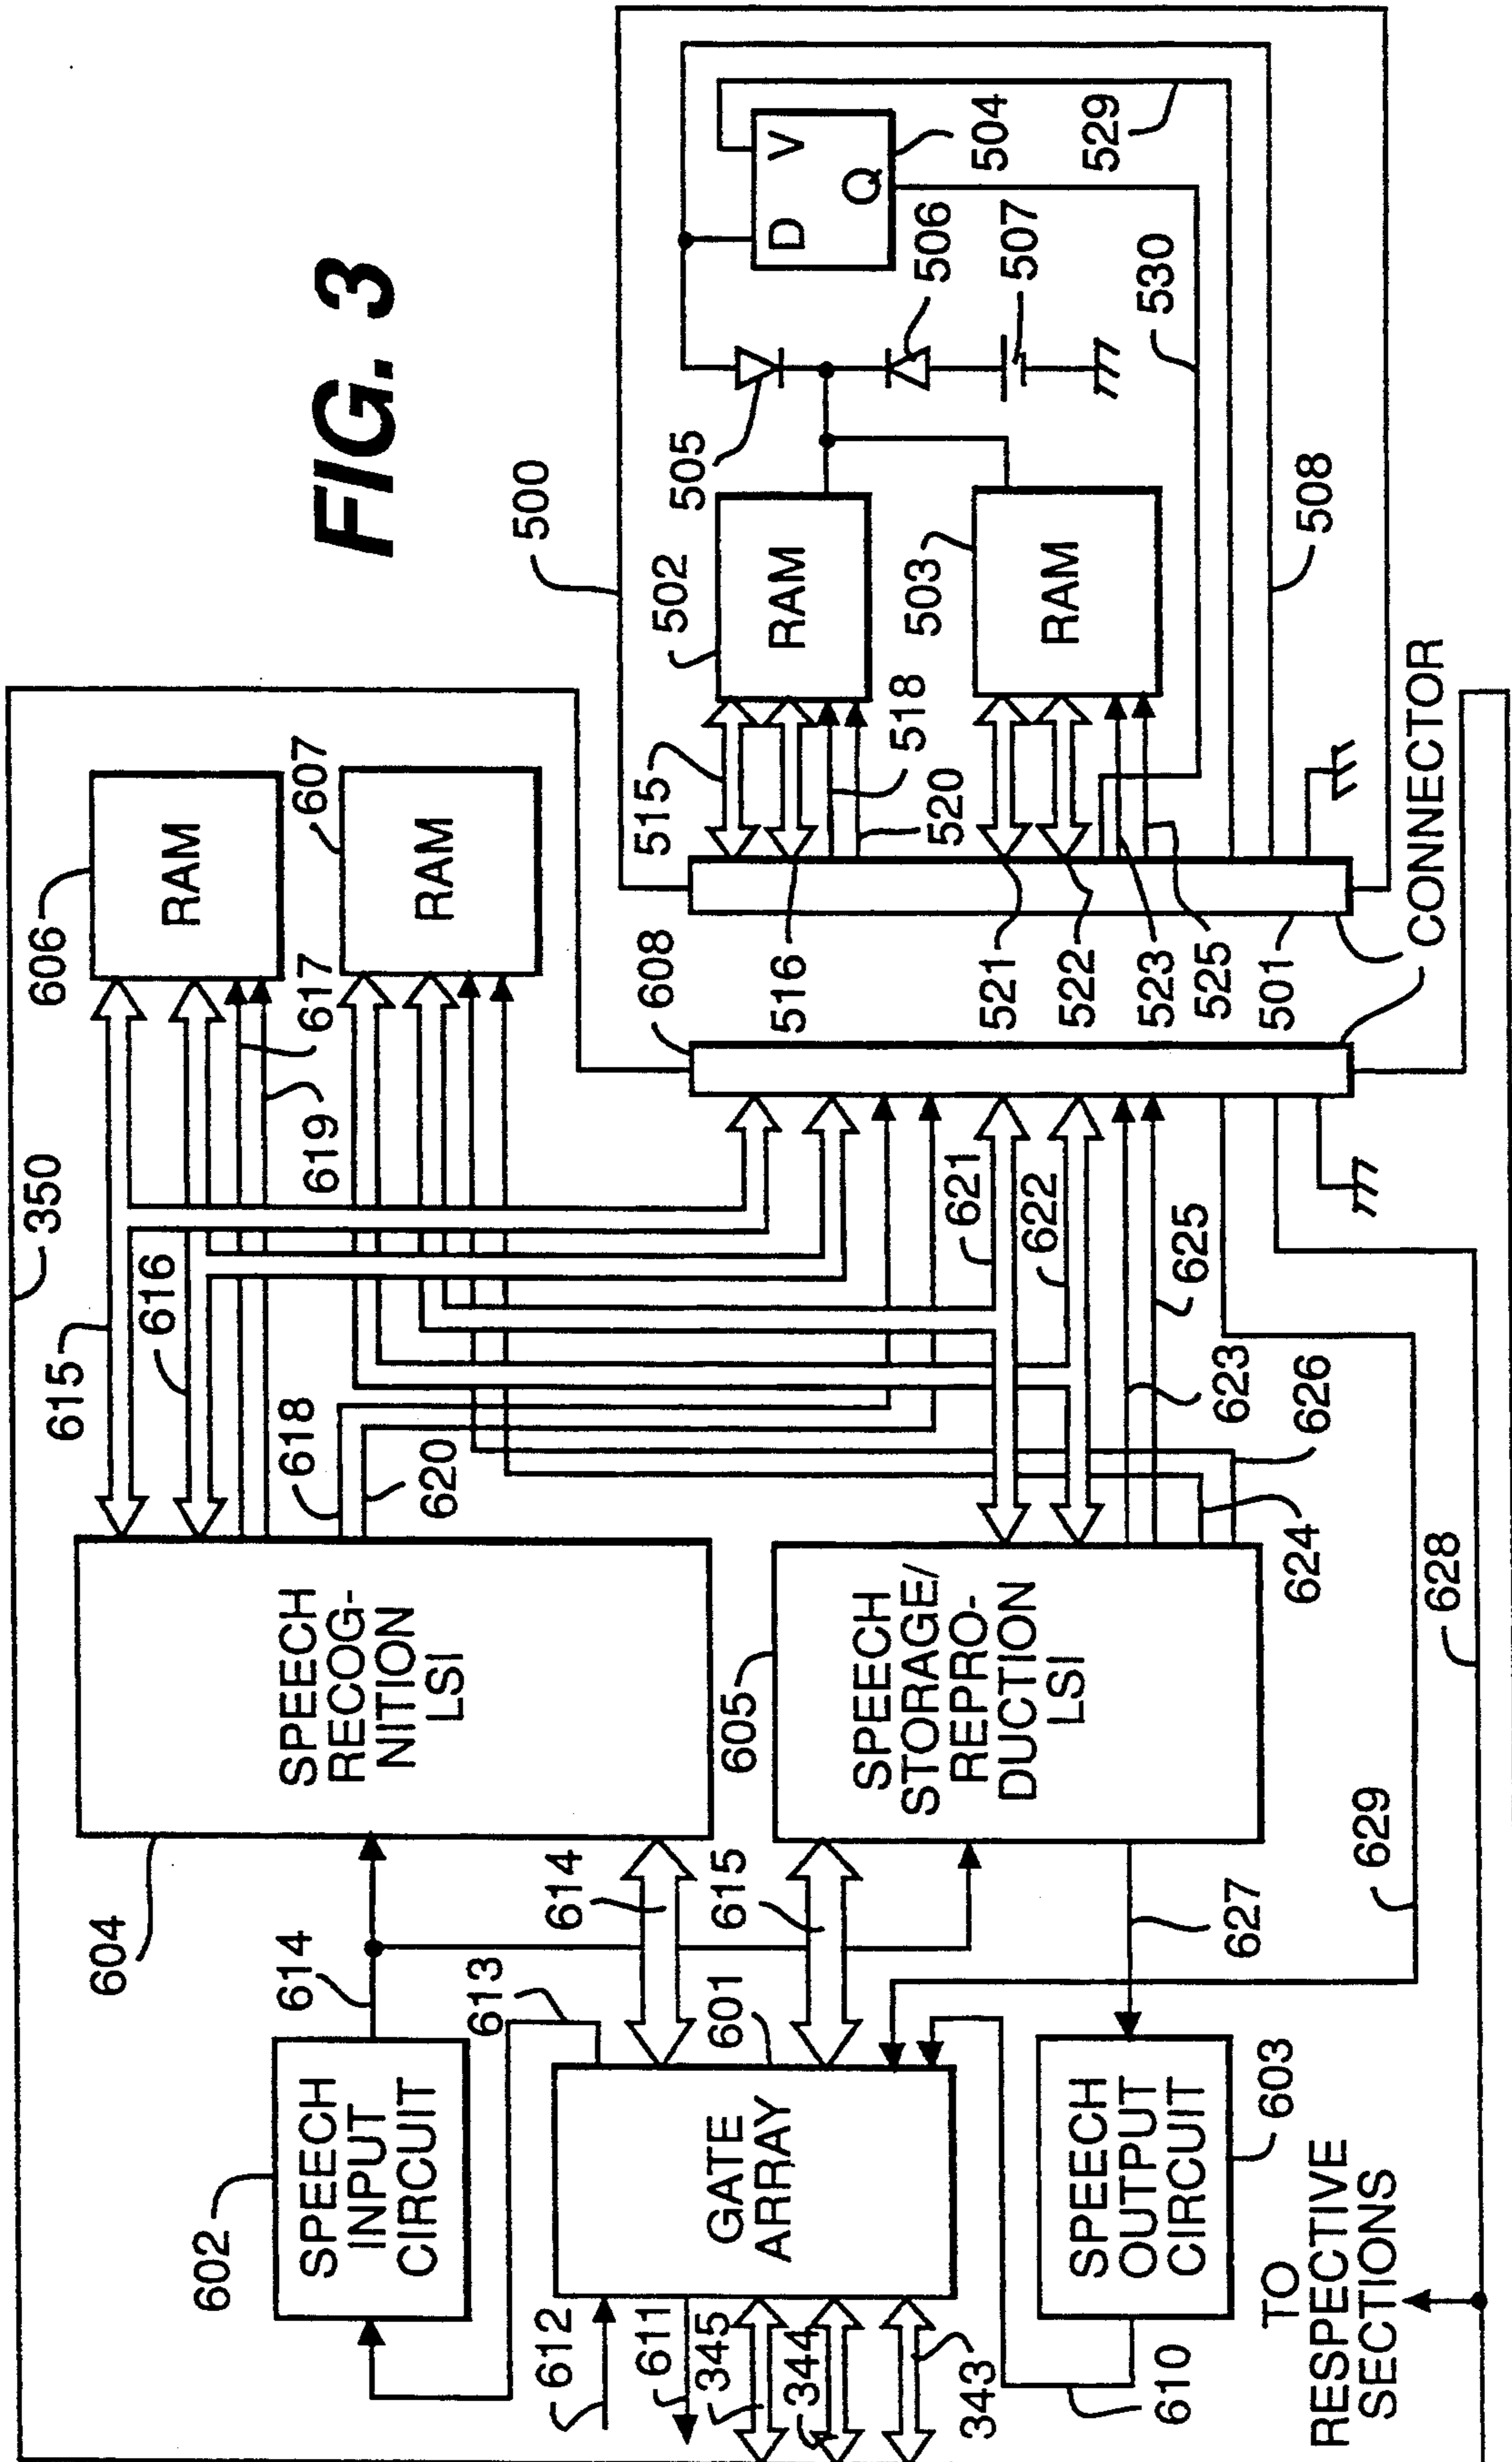 FIG. 3
350
615
616
618
620
606
RAM
617
619
607
RAM
604
SPEECH
RECOG-
NITION
LSI
602
SPEECH
INPUT
CIRCUIT
614
613
614
615
605
SPEECH
STORAGE/
REPRO-
DUCTION
LSI
601
GATE
ARRAY
612
611
345
344
343
610
SPEECH
OUTPUT
CIRCUIT
603
627
TO
RESPECTIVE
SECTIONS
629
628
624
626
623
625
621
622
608
CONNECTOR
501
500
502
RAM
515
516
518
520
503
RAM
521
522
523
525
505
506
507
D
V
Q
504
529
530
508